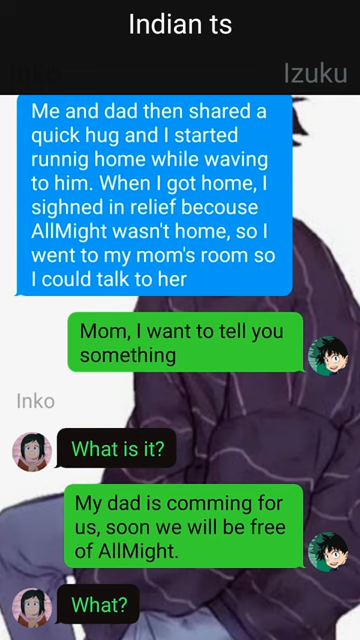 Indian ts
Inko
Izuku
Me and dad then shared a
quick hug and I started
runnig home while waving
to him. When I got home, I
sighned in relief becouse
AllMight wasn't home, so I
went to my mom's room so
I could talk to her
Mom, I want to tell you
something
Inko
What is it?
My dad is comming for
us, soon we will be free
of AllMight.
What?